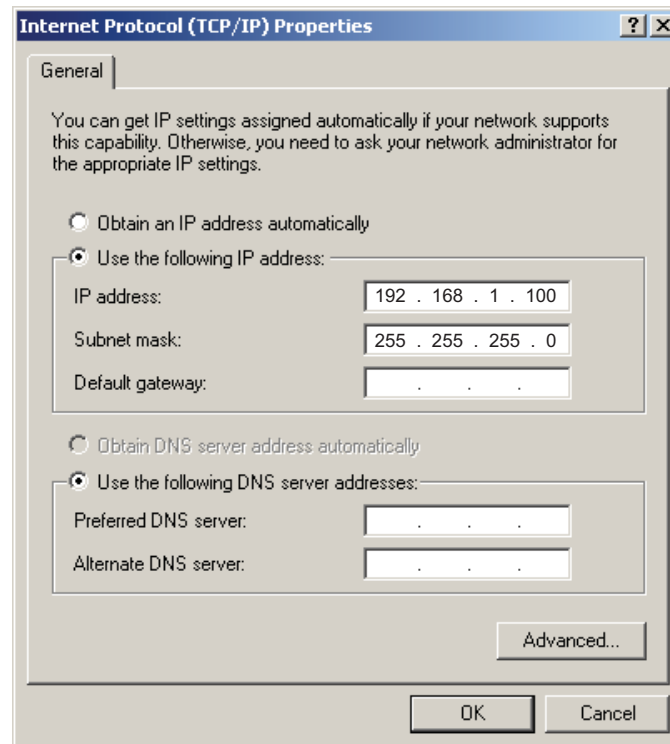 Internet Protocol (TCP/IP) Properties ? X
General
You can get IP settings assigned automatically if your network supports
this capability. Otherwise, you need to ask your network administrator for
the appropriate IP settings.
Obtain an IP address automatically
Use the following IP address:
IP address: 192 . 168 . 1 . 100
Subnet mask: 255 . 255 . 255 . 0
Default gateway: . . .
Obtain DNS server address automatically
Use the following DNS server addresses:
Preferred DNS server: . . .
Alternate DNS server: . . .
Advanced...
OK Cancel